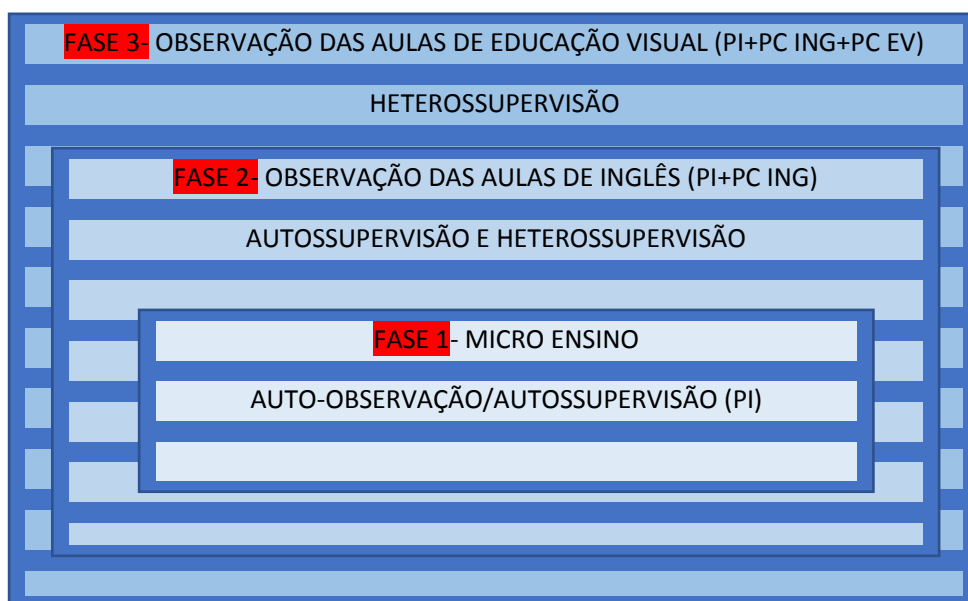 FASE 3- OBSERVAÇÃO DAS AULAS DE EDUCAÇÃO VISUAL (PI+PC ING+PC EV)
HETEROSSUPERVISÃO
FASE 2- OBSERVAÇÃO DAS AULAS DE INGLÊS (PI+PC ING)
AUTOSSUPERVISÃO E HETEROSSUPERVISÃO
FASE 1- MICRO ENSINO
AUTO-OBSERVAÇÃO/AUTOSSUPERVISÃO (PI)